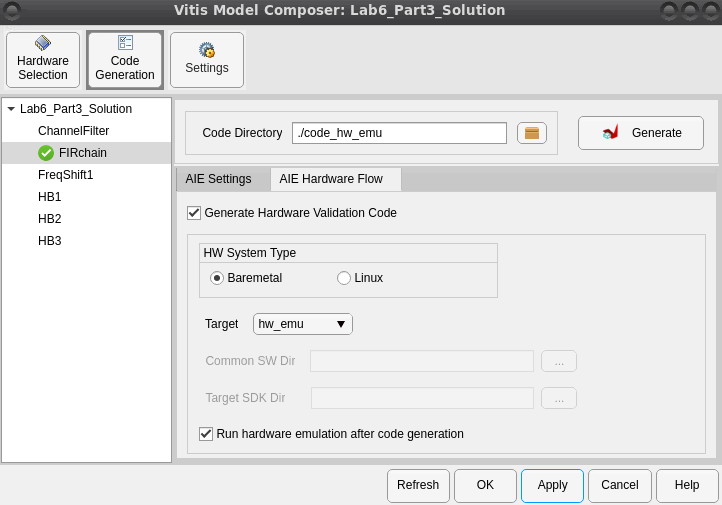 Vitis Model Composer: Lab6_Part3_Solution
Hardware
Selection
Code
Generation
Settings
Lab6_Part3_Solution
ChannelFilter
FIRchain
FreqShift1
HB1
HB2
HB3
Code Directory
./code_hw_emu
Generate
AIE Settings
AIE Hardware Flow
Generate Hardware Validation Code
HW System Type
Baremetal
Linux
Target
hw_emu
Common SW Dir
...
Target SDK Dir
...
Run hardware emulation after code generation
Refresh
OK
Apply
Cancel
Help